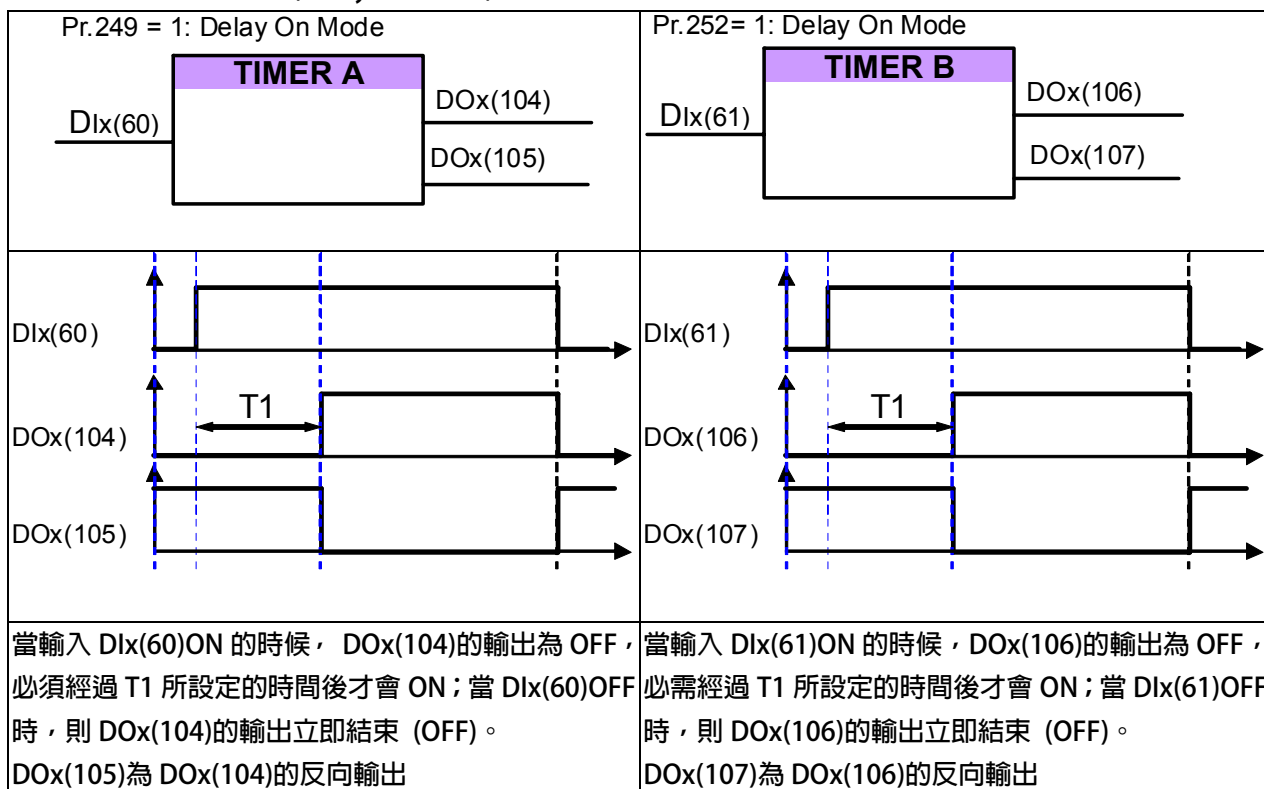 Pr.249 = 1: Delay On Mode
TIMER A
DIx(60)
DOx(104)
DOx(105)
Pr.252= 1: Delay On Mode
TIMER B
DIx(61)
DOx(106)
DOx(107)
DIx(60)
T1
DOx(104)
DOx(105)
DIx(61)
T1
DOx(106)
DOx(107)
當輸入 DIx(60)ON 的時候， DOx(104)的輸出為 OFF，
必須經過 T1 所設定的時間後才會 ON；當 DIx(60)OFF
時，則 DOx(104)的輸出立即結束 (OFF)。
DOx(105)為 DOx(104)的反向輸出
當輸入 DIx(61)ON 的時候，DOx(106)的輸出為 OFF，
必需經過 T1 所設定的時間後才會 ON；當 DIx(61)OFF
時，則 DOx(106)的輸出立即結束 (OFF)。
DOx(107)為 DOx(106)的反向輸出